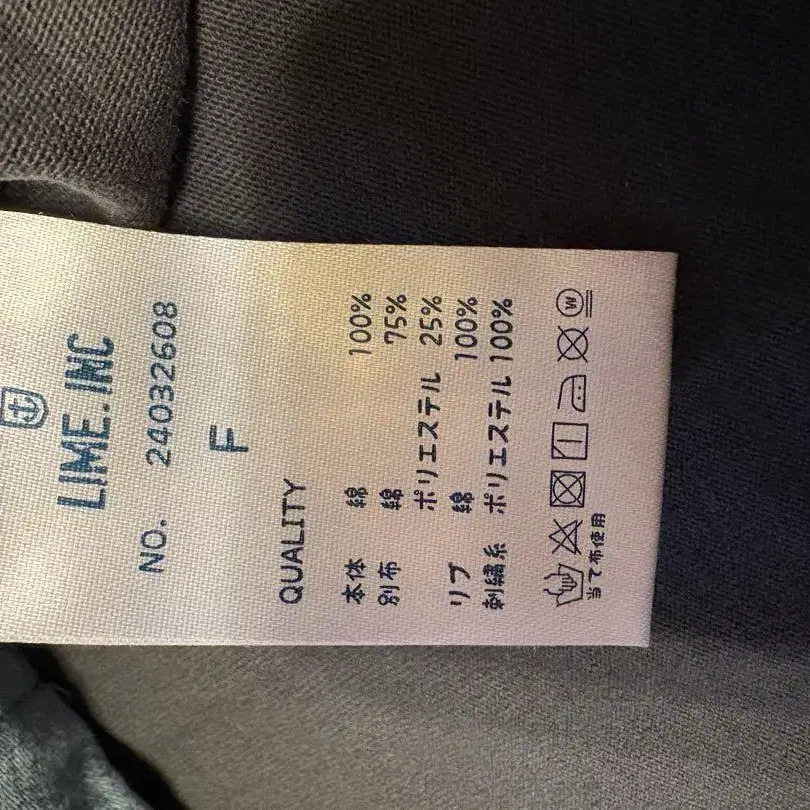 LIME.INC
NO. 24032608
F
QUALITY
本体 綿 100%
別布 綿 75%
ポリエステル 25%
リブ 綿 100%
刺繍糸 ポリエステル 100%
W
当て布使用